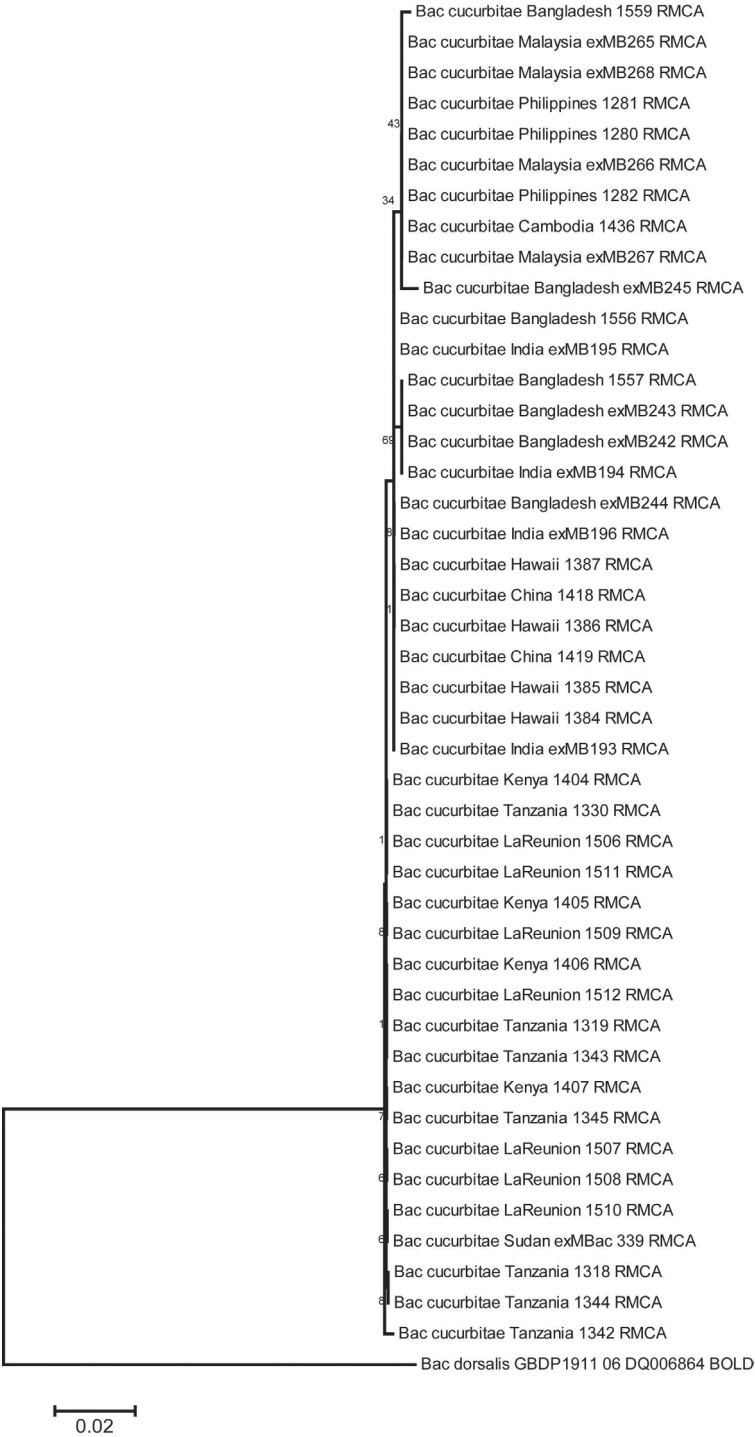 Bac cucurbitae Bangladesh 1559 RMCA
Bac cucurbitae Malaysia exMB265 RMCA
Bac cucurbitae Malaysia exMB268 RMCA
Bac cucurbitae Philippines 1281 RMCA
43
Bac cucurbitae Philippines 1280 RMCA
Bac cucurbitae Malaysia exMB266 RMCA
34
Bac cucurbitae Philippines 1282 RMCA
Bac cucurbitae Cambodia 1436 RMCA
Bac cucurbitae Malaysia exMB267 RMCA
Bac cucurbitae Bangladesh exMB245 RMCA
Bac cucurbitae Bangladesh 1556 RMCA
Bac cucurbitae India exMB195 RMCA
Bac cucurbitae Bangladesh 1557 RMCA
Bac cucurbitae Bangladesh exMB243 RMCA
69
Bac cucurbitae Bangladesh exMB242 RMCA
Bac cucurbitae India exMB194 RMCA
Bac cucurbitae Bangladesh exMB244 RMCA
8
Bac cucurbitae India exMB196 RMCA
Bac cucurbitae Hawaii 1387 RMCA
Bac cucurbitae China 1418 RMCA
1
Bac cucurbitae Hawaii 1386 RMCA
Bac cucurbitae China 1419 RMCA
Bac cucurbitae Hawaii 1385 RMCA
Bac cucurbitae Hawaii 1384 RMCA
Bac cucurbitae India exMB193 RMCA
Bac cucurbitae Kenya 1404 RMCA
Bac cucurbitae Tanzania 1330 RMCA
1
Bac cucurbitae LaReunion 1506 RMCA
Bac cucurbitae LaReunion 1511 RMCA
Bac cucurbitae Kenya 1405 RMCA
8
Bac cucurbitae LaReunion 1509 RMCA
Bac cucurbitae Kenya 1406 RMCA
Bac cucurbitae LaReunion 1512 RMCA
1
Bac cucurbitae Tanzania 1319 RMCA
Bac cucurbitae Tanzania 1343 RMCA
Bac cucurbitae Kenya 1407 RMCA
7
Bac cucurbitae Tanzania 1345 RMCA
Bac cucurbitae LaReunion 1507 RMCA
6
Bac cucurbitae LaReunion 1508 RMCA
Bac cucurbitae LaReunion 1510 RMCA
6
Bac cucurbitae Sudan exMBac 339 RMCA
Bac cucurbitae Tanzania 1318 RMCA
8
Bac cucurbitae Tanzania 1344 RMCA
Bac cucurbitae Tanzania 1342 RMCA
Bac dorsalis GBDP1911 06 DQ006864 BOLD
0.02